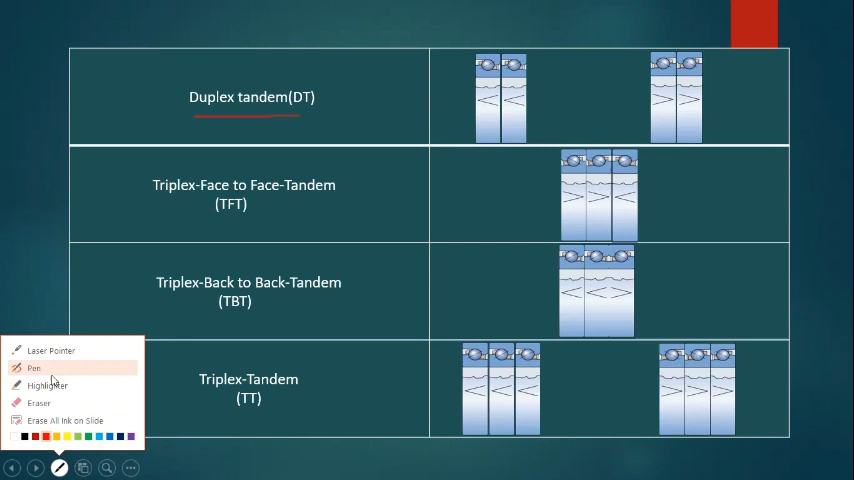 Duplex tandem(DT)
Triplex-Face to Face-Tandem
(TFT)
Triplex-Back to Back-Tandem
(TBT)
Triplex-Tandem
(TT)
Laser Pointer
Pen
Highlighter
Eraser
Erase All Ink on Slide